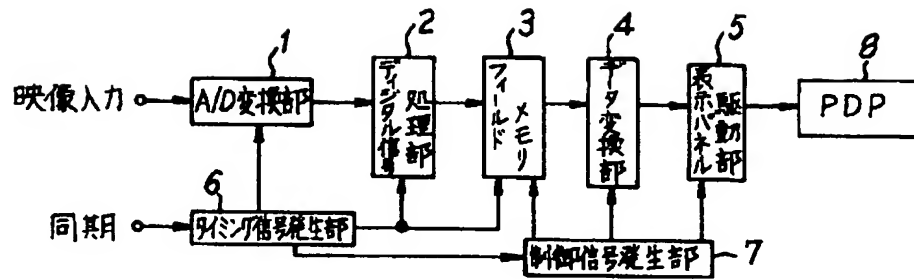 1
2
3
4
5
8
映像入力
A/D変換部
ディジタル信号
処理部
フィールド
メモリ
データ変換部
表示パネル
駆動部
PDP
6
同期
タイミング信号発生部
制御信号発生部
7